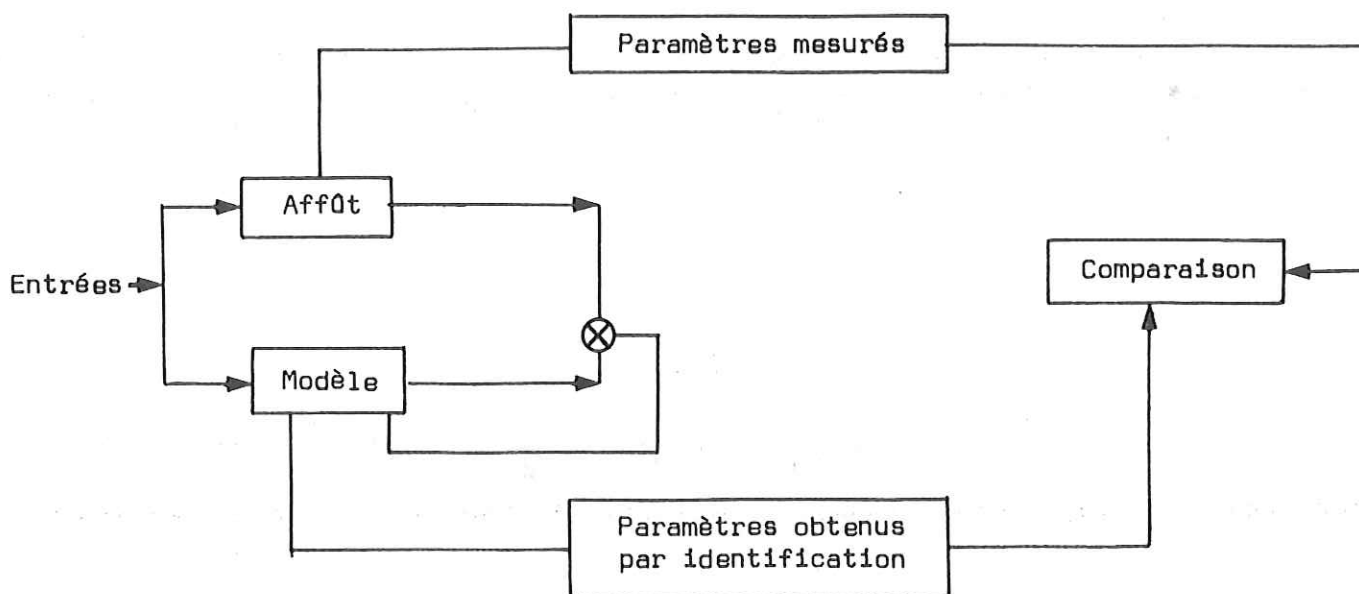 Paramètres mesurés
Affût
Entrées
Comparaison
Modèle
Paramètres obtenus
par identification